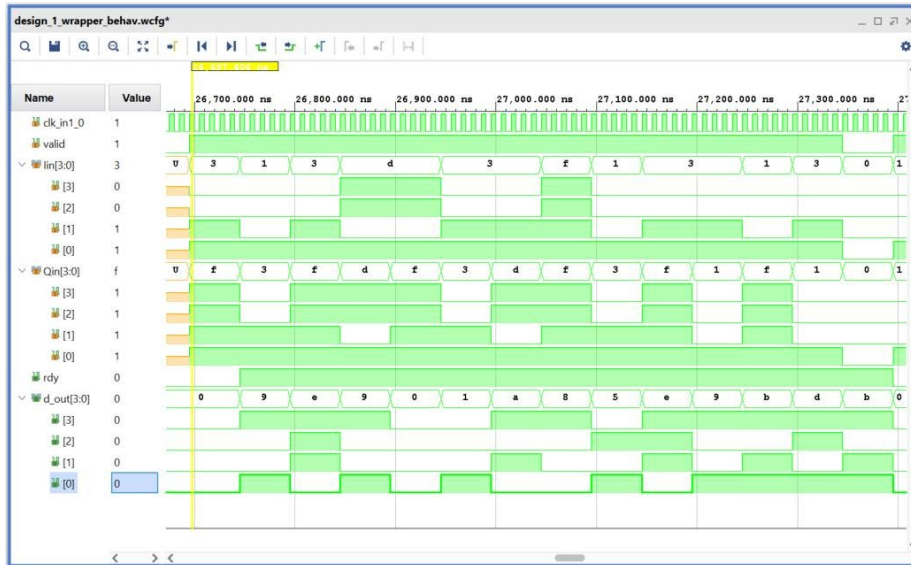 design_1_wrapper_behav.wcfg*
Name Value
26,700.000 ns 26,800.000 ns 26,900.000 ns 27,000.000 ns 27,100.000 ns 27,200.000 ns 27,300.000 ns 27
clk_in1_0 1
valid 1
Iin[3:0] 3 U 3 1 3 d 3 f 1 3 1 3 0 1
[3] 0
[2] 0
[1] 1
[0] 1
Qin[3:0] f U f 3 f d f 3 d f 3 f 1 f 1 0 1
[3] 1
[2] 1
[1] 1
[0] 1
rdy 0
d_out[3:0] 0 0 9 e 9 0 1 a 8 5 e 9 b d b 0
[3] 0
[2] 0
[1] 0
[0] 0